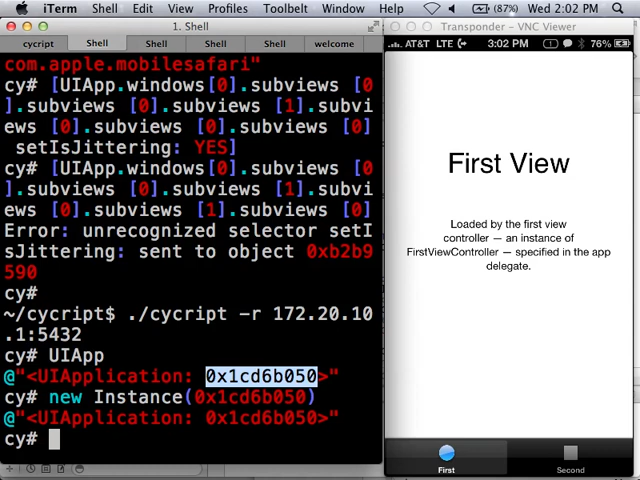 iTerm Shell Edit View Profiles Toolbelt Window Help (87%) Wed 2:02 PM
1. Shell
cycript Shell Shell Shell Shell welcome
com.apple.mobilesafari"
cy# [UIApp.windows[0].subviews [0
].subviews [0].subviews [1].subvi
ews [0].subviews [0].subviews [0]
setIsJittering: YES]
cy# [UIApp.windows[0].subviews [0
].subviews [0].subviews [1].subvi
ews [0].subviews [1].subviews [0]
Error: unrecognized selector setI
sJittering: sent to object 0xb2b9
590
cy#
~/cycript$ ./cycript -r 172.20.10
.1:5432
cy# UIApp
@"<UIApplication: 0x1cd6b050>"
cy# new Instance(0x1cd6b050)
@"<UIApplication: 0x1cd6b050>"
cy#
Transponder - VNC Viewer
AT&T LTE 3:02 PM 76%
First View
Loaded by the first view
controller — an instance of
FirstViewController — specified in the app
delegate.
First Second